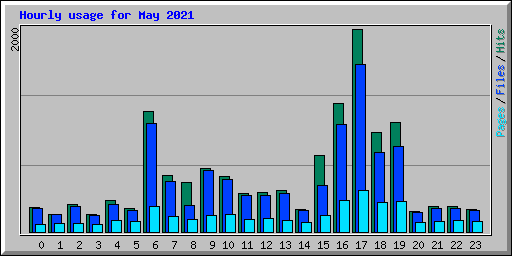 Hourly usage for May 2021
2000
Pages/Files/Hits
0 1 2 3 4 5 6 7 8 9 10 11 12 13 14 15 16 17 18 19 20 21 22 23